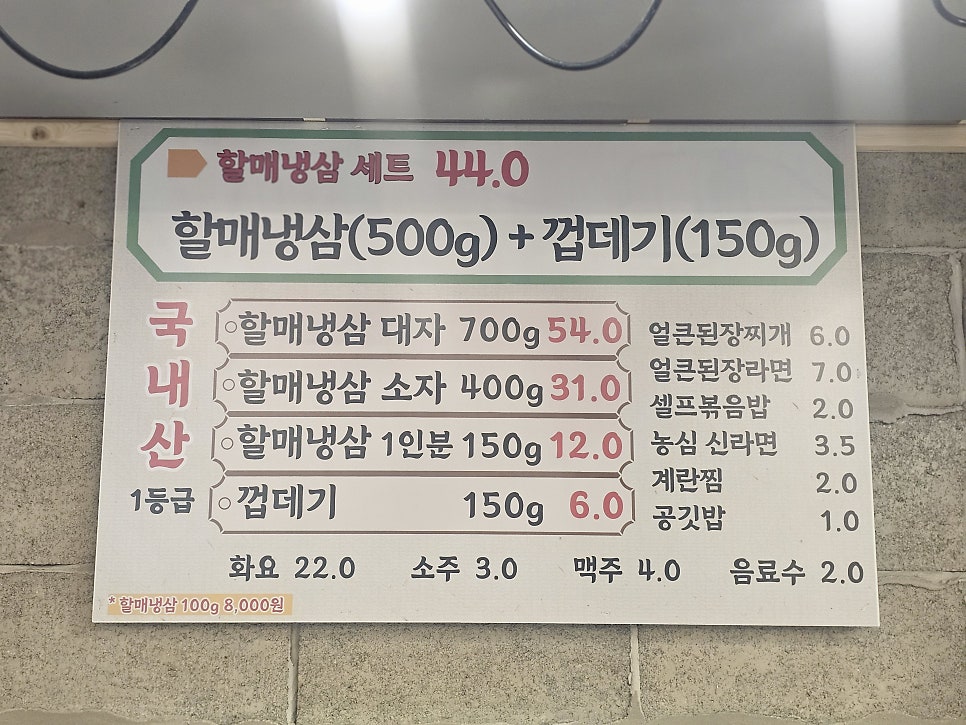 할매냉삼 세트 44.0
할매냉삼(500g) + 껍데기(150g)
국내산
1등급
할매냉삼 대자 700g 54.0
할매냉삼 소자 400g 31.0
할매냉삼 1인분 150g 12.0
껍데기 150g 6.0
얼큰된장찌개 6.0
얼큰된장라면 7.0
셀프볶음밥 2.0
농심 신라면 3.5
계란찜 2.0
공깃밥 1.0
화요 22.0 소주 3.0 맥주 4.0 음료수 2.0
* 할매냉삼 100g 8,000원